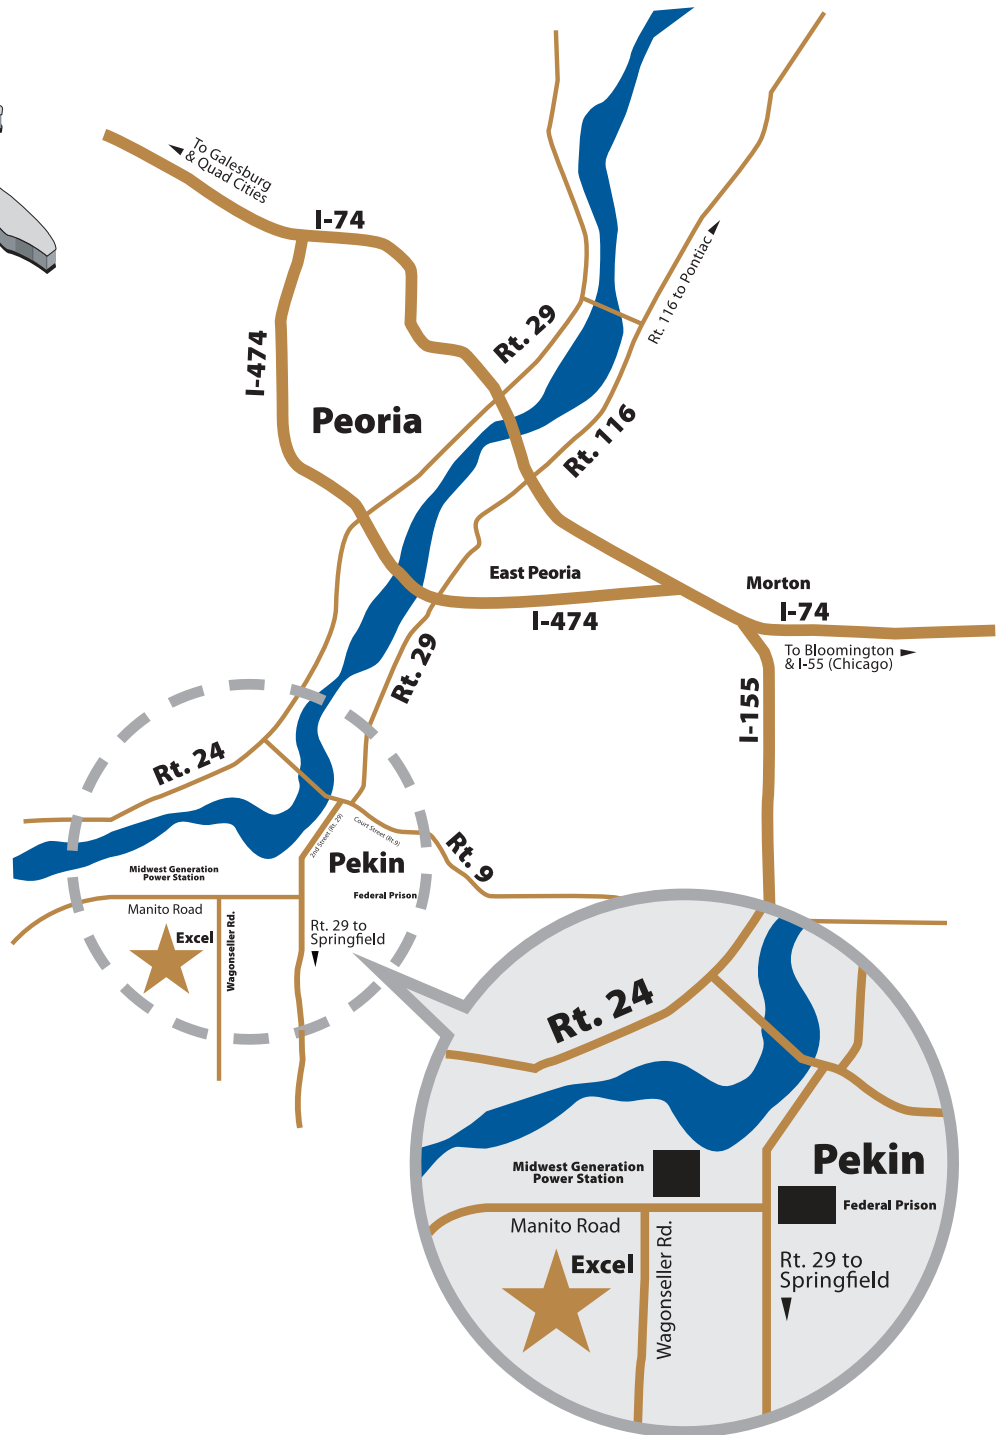 To Galesburg
& Quad Cities
I-74
Rt. 116 to Pontiac
Rt. 29
I-474
Peoria
Rt. 116
East Peoria
Morton
I-474
I-74
To Bloomington
& I-55 (Chicago)
Rt. 29
I-155
Rt. 24
2nd Street (Rt. 29)
Court Street (Rt.9)
Rt. 9
Pekin
Midwest Generation
Power Station
Federal Prison
Manito Road
Excel
Wagonseller Rd.
Rt. 29 to
Springfield
Rt. 24
Pekin
Midwest Generation
Power Station
Federal Prison
Manito Road
Excel
Wagonseller Rd.
Rt. 29 to
Springfield